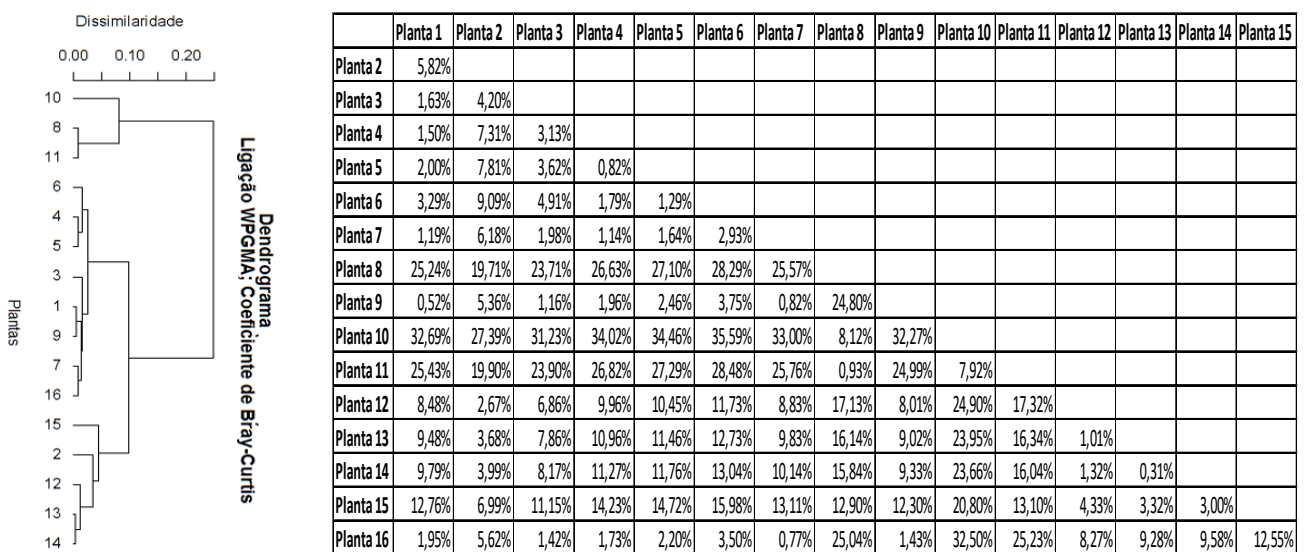 Dissimilaridade
0.00 0.10 0.20
10
8
11
6
4
5
3
1
9
7
16
15
2
12
13
14
Plantas
Dendrograma
Ligação WPGMA; Coeficiente de Bray-Curtis
Planta 1 Planta 2 Planta 3 Planta 4 Planta 5 Planta 6 Planta 7 Planta 8 Planta 9 Planta 10 Planta 11 Planta 12 Planta 13 Planta 14 Planta 15
Planta 2 5,82%
Planta 3 1,63% 4,20%
Planta 4 1,50% 7,31% 3,13%
Planta 5 2,00% 7,81% 3,62% 0,82%
Planta 6 3,29% 9,09% 4,91% 1,79% 1,29%
Planta 7 1,19% 6,18% 1,98% 1,14% 1,64% 2,93%
Planta 8 25,24% 19,71% 23,71% 26,63% 27,10% 28,29% 25,57%
Planta 9 0,52% 5,36% 1,16% 1,96% 2,46% 3,75% 0,82% 24,80%
Planta 10 32,69% 27,39% 31,23% 34,02% 34,46% 35,59% 33,00% 8,12% 32,27%
Planta 11 25,43% 19,90% 23,90% 26,82% 27,29% 28,48% 25,76% 0,93% 24,99% 7,92%
Planta 12 8,48% 2,67% 6,86% 9,96% 10,45% 11,73% 8,83% 17,13% 8,01% 24,90% 17,32%
Planta 13 9,48% 3,68% 7,86% 10,96% 11,46% 12,73% 9,83% 16,14% 9,02% 23,95% 16,34% 1,01%
Planta 14 9,79% 3,99% 8,17% 11,27% 11,76% 13,04% 10,14% 15,84% 9,33% 23,66% 16,04% 1,32% 0,31%
Planta 15 12,76% 6,99% 11,15% 14,23% 14,72% 15,98% 13,11% 12,90% 12,30% 20,80% 13,10% 4,33% 3,32% 3,00%
Planta 16 1,95% 5,62% 1,42% 1,73% 2,20% 3,50% 0,77% 25,04% 1,43% 32,50% 25,23% 8,27% 9,28% 9,58% 12,55%